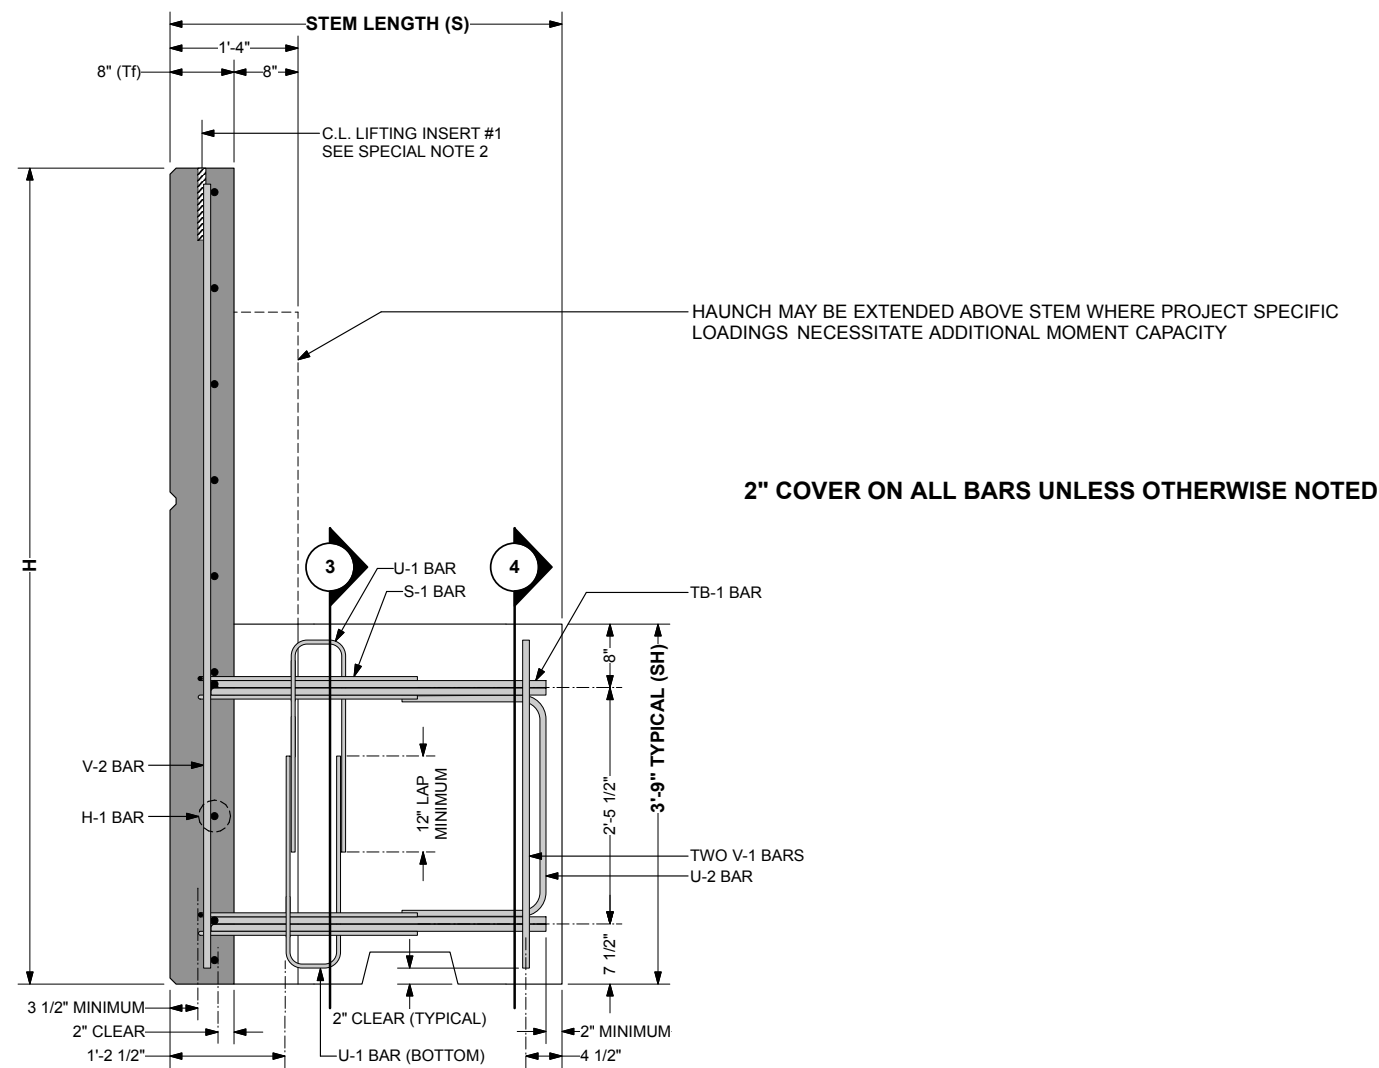 STEM LENGTH (S)
1'-4"
8" (Tf)
8"
C.L. LIFTING INSERT #1
SEE SPECIAL NOTE 2
HAUNCH MAY BE EXTENDED ABOVE STEM WHERE PROJECT SPECIFIC
LOADINGS NECESSITATE ADDITIONAL MOMENT CAPACITY
2" COVER ON ALL BARS UNLESS OTHERWISE NOTED
H
3
4
U-1 BAR
S-1 BAR
TB-1 BAR
8"
3'-9" TYPICAL (SH)
V-2 BAR
H-1 BAR
12" LAP
MINIMUM
2'-5 1/2"
TWO V-1 BARS
U-2 BAR
7 1/2"
3 1/2" MINIMUM
2" CLEAR (TYPICAL)
2" CLEAR
2" MINIMUM
1'-2 1/2"
U-1 BAR (BOTTOM)
4 1/2"